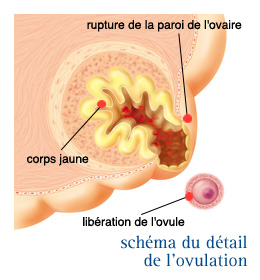 rupture de la paroi de l'ovaire
corps jaune
libération de l'ovule
schéma du détail
de l'ovulation